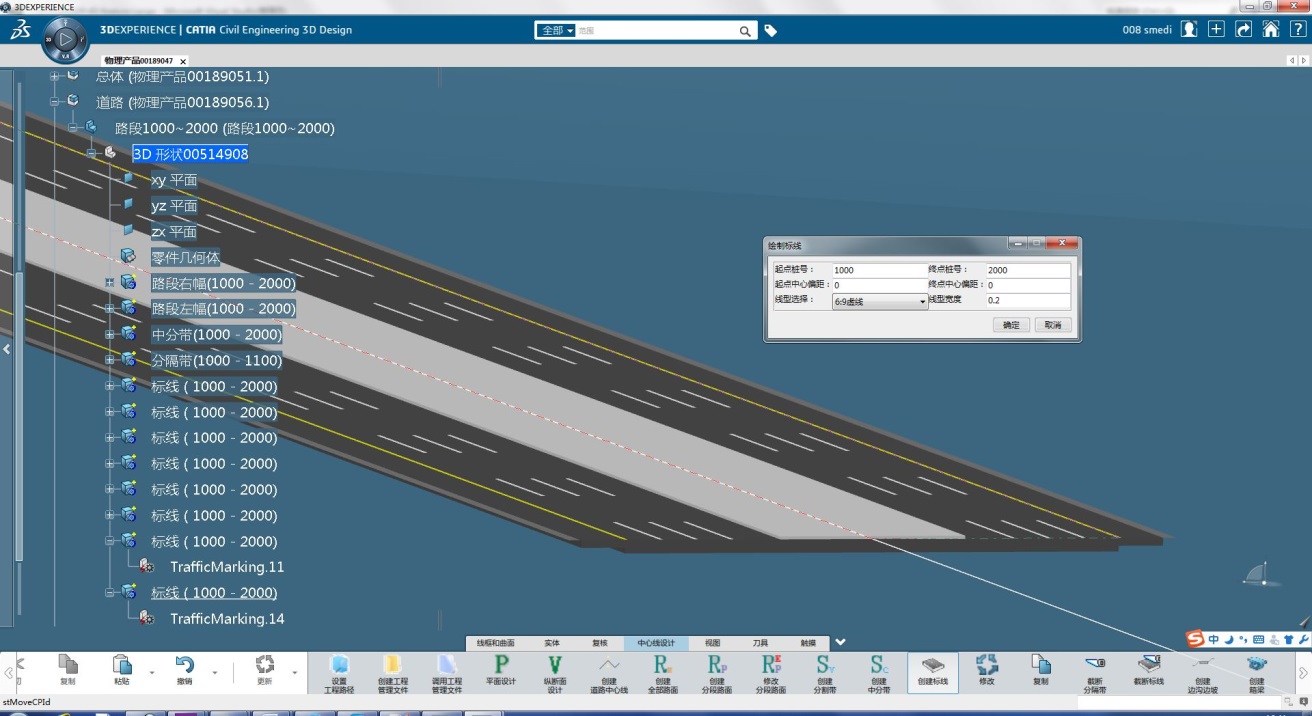 3DEXPERIENCE
3DEXPERIENCE | CATIA Civil Engineering 3D Design
全部
范围
008 smedi
物理产品00189047
总体 (物理产品00189051.1)
道路 (物理产品00189056.1)
路段1000~2000 (路段1000~2000)
3D 形状00514908
xy 平面
yz 平面
zx 平面
零件几何体
路段右幅(1000 - 2000)
路段左幅(1000 - 2000)
中分带(1000 - 2000)
分隔带(1000 - 1100)
标线 ( 1000 - 2000)
标线 ( 1000 - 2000)
标线 ( 1000 - 2000)
标线 ( 1000 - 2000)
标线 ( 1000 - 2000)
标线 ( 1000 - 2000)
标线 ( 1000 - 2000)
TrafficMarking.11
标线 ( 1000 - 2000)
TrafficMarking.14
绘制标线
起点桩号： 1000 终点桩号： 2000
起点中心偏距： 0 终点中心偏距： 0
线型选择： 6:9虚线 线型宽度 0.2
确定 取消
线框和曲面 实体 复核 中心线设计 视图 刀具 触摸
中
复制 粘贴 撤销 更新
设置
工程路径
创建工程
管理文件
调用工程
管理文件
平面设计
纵断面
设计
创建
道路中心线
创建
全部路面
创建
分段路面
修改
分段路面
创建
分割带
创建
中分带
创建标线
修改
复制
截断
分隔带
截断标线
创建
边沟边坡
创建
箱梁
stMoveCPId